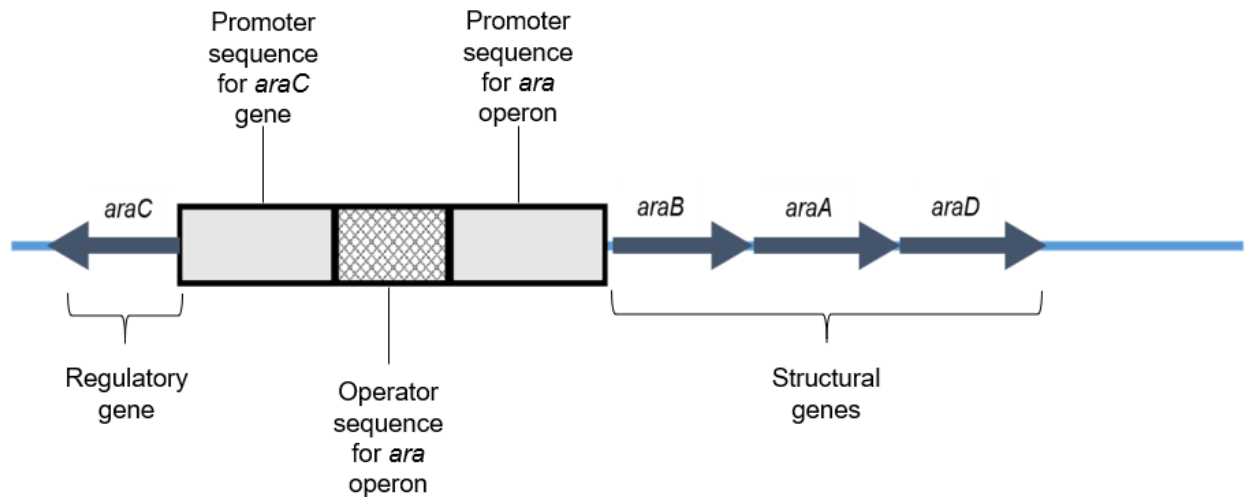 Promoter
sequence
for araC
gene
Promoter
sequence
for ara
operon
araC
araB
araA
araD
Regulatory
gene
Operator
sequence
for ara
operon
Structural
genes